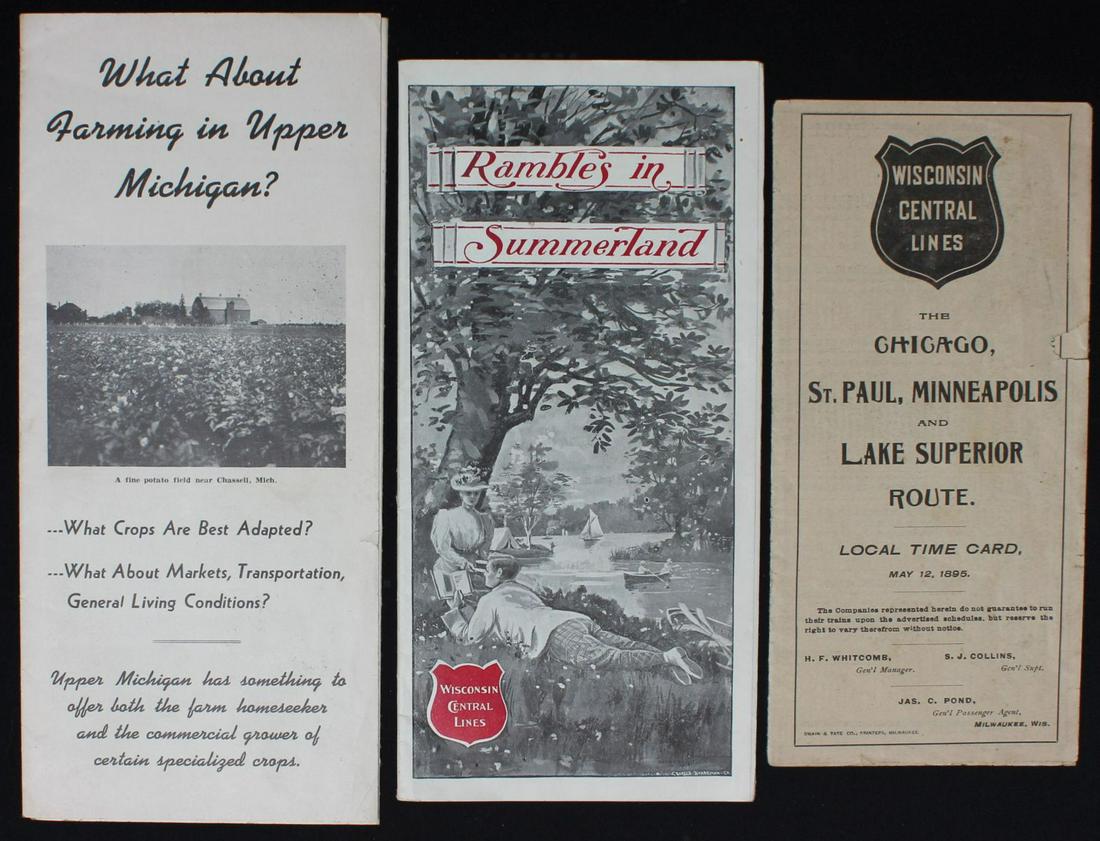 What About
Farming in Upper
Michigan?
A fine potato field near Chassell, Mich.
---What Crops Are Best Adapted?
---What About Markets, Transportation,
General Living Conditions?
Upper Michigan has something to
offer both the farm homeseeker
and the commercial grower of
certain specialized crops.
Rambles in
Summerland
WISCONSIN
CENTRAL
LINES
WISCONSIN
CENTRAL
LINES
THE
CHICAGO,
ST. PAUL, MINNEAPOLIS
AND
LAKE SUPERIOR
ROUTE.
LOCAL TIME CARD,
MAY 12, 1895.
The Companies represented herein do not guarantee to run
their trains upon the advertised schedules, but reserve the
right to vary therefrom without notice.
H. F. WHITCOMB,
Gen'l Manager.
S. J. COLLINS,
Gen'l Supt.
JAS. C. POND,
Gen'l Passenger Agent,
MILWAUKEE, WIS.
SWAIN & TATE CO., PRINTERS, MILWAUKEE.